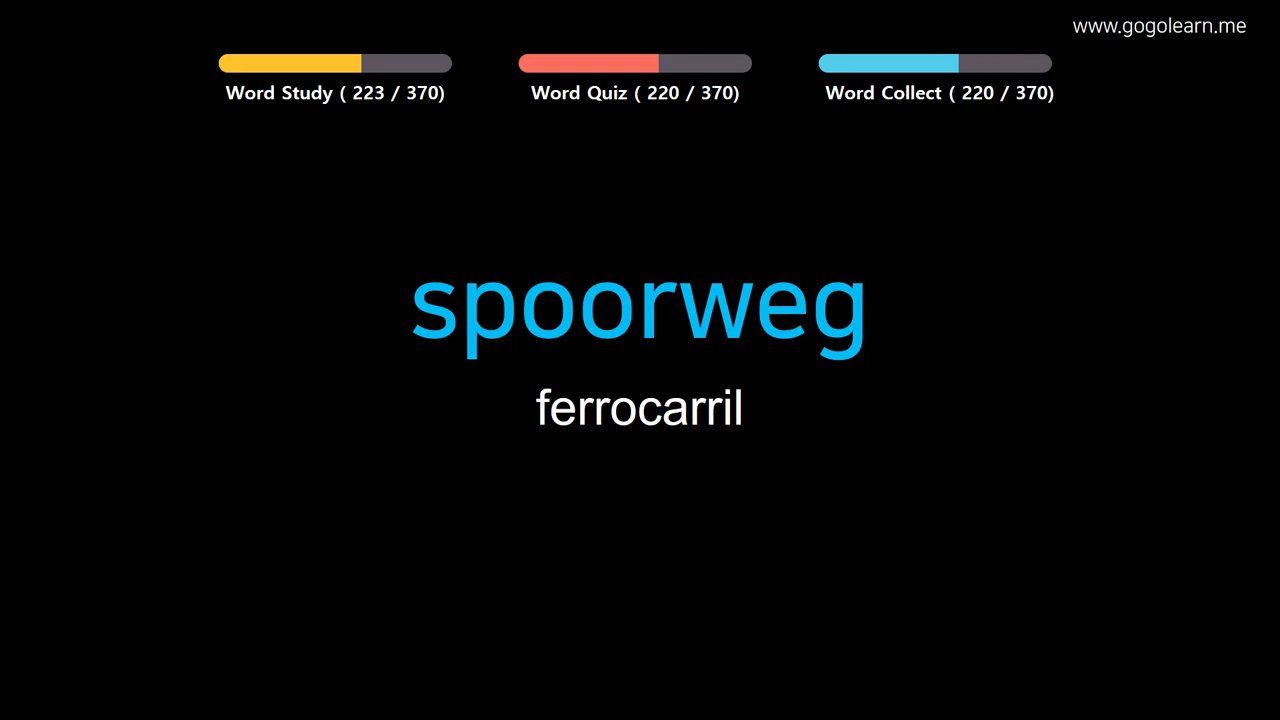 www.gogolearn.me
Word Study ( 223 / 370)
Word Quiz ( 220 / 370)
Word Collect ( 220 / 370)
spoorweg
ferrocarril